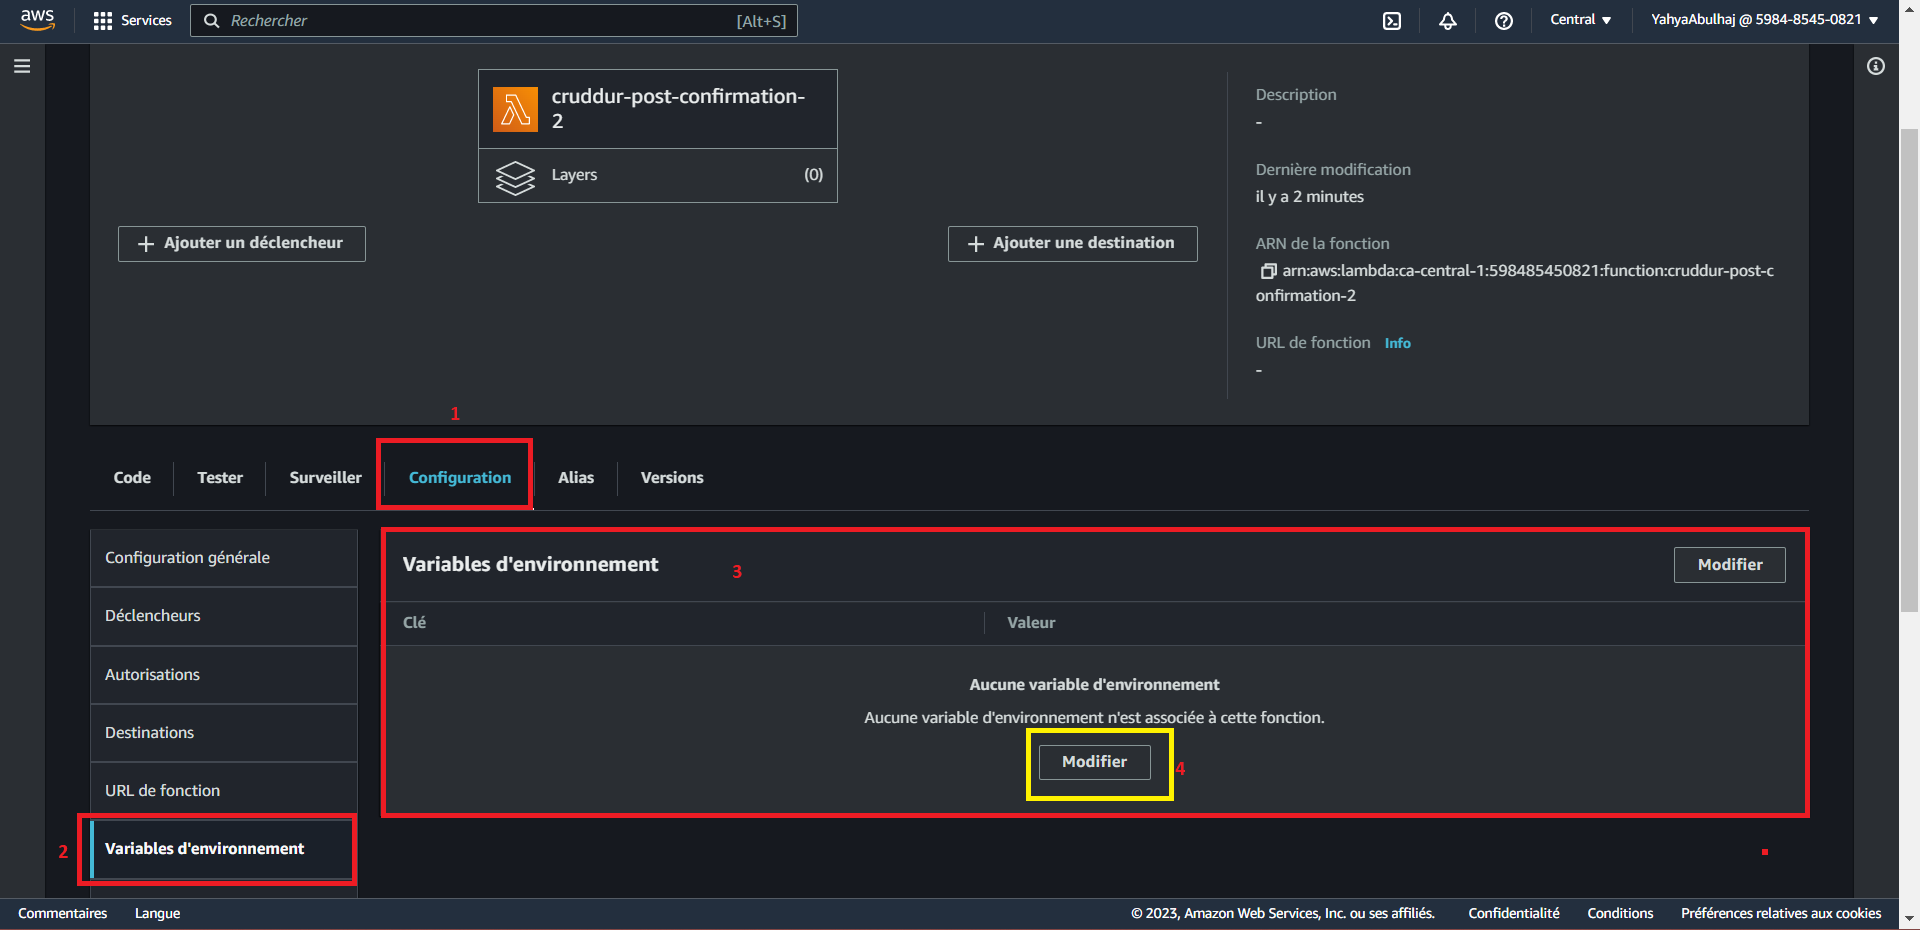 aws
Services
Rechercher
[Alt+S]
Central ▼
YahyaAbulhaj @ 5984-8545-0821 ▼
cruddur-post-confirmation-
2
Layers
(0)
+ Ajouter un déclencheur
+ Ajouter une destination
Description
-
Dernière modification
il y a 2 minutes
ARN de la fonction
arn:aws:lambda:ca-central-1:598485450821:function:cruddur-post-c
onfirmation-2
URL de fonction Info
-
1
Code
Tester
Surveiller
Configuration
Alias
Versions
Configuration générale
Déclencheurs
Autorisations
Destinations
URL de fonction
2
Variables d'environnement
Variables d'environnement
3
Modifier
Clé
Valeur
Aucune variable d'environnement
Aucune variable d'environnement n'est associée à cette fonction.
Modifier
4
Commentaires
Langue
© 2023, Amazon Web Services, Inc. ou ses affiliés.
Confidentialité
Conditions
Préférences relatives aux cookies